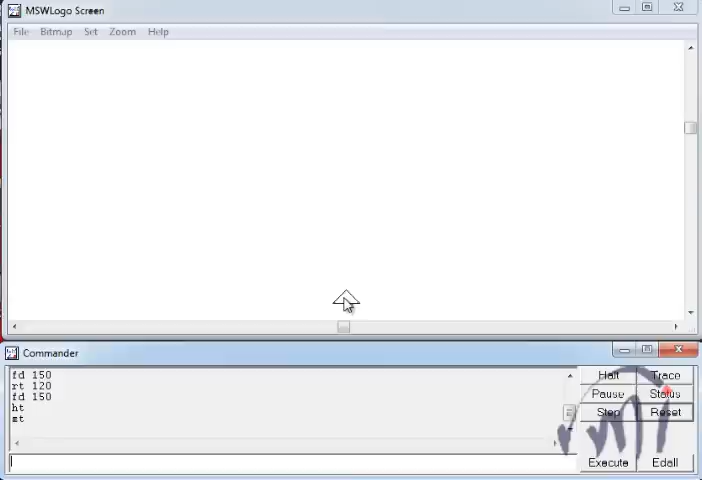 MSWLogo Screen
File Bitmap Set Zoom Help
Commander
fd 150
rt 120
fd 150
ht
st
Halt Trace
Pause Status
Step Reset
Execute Edall
rvmi